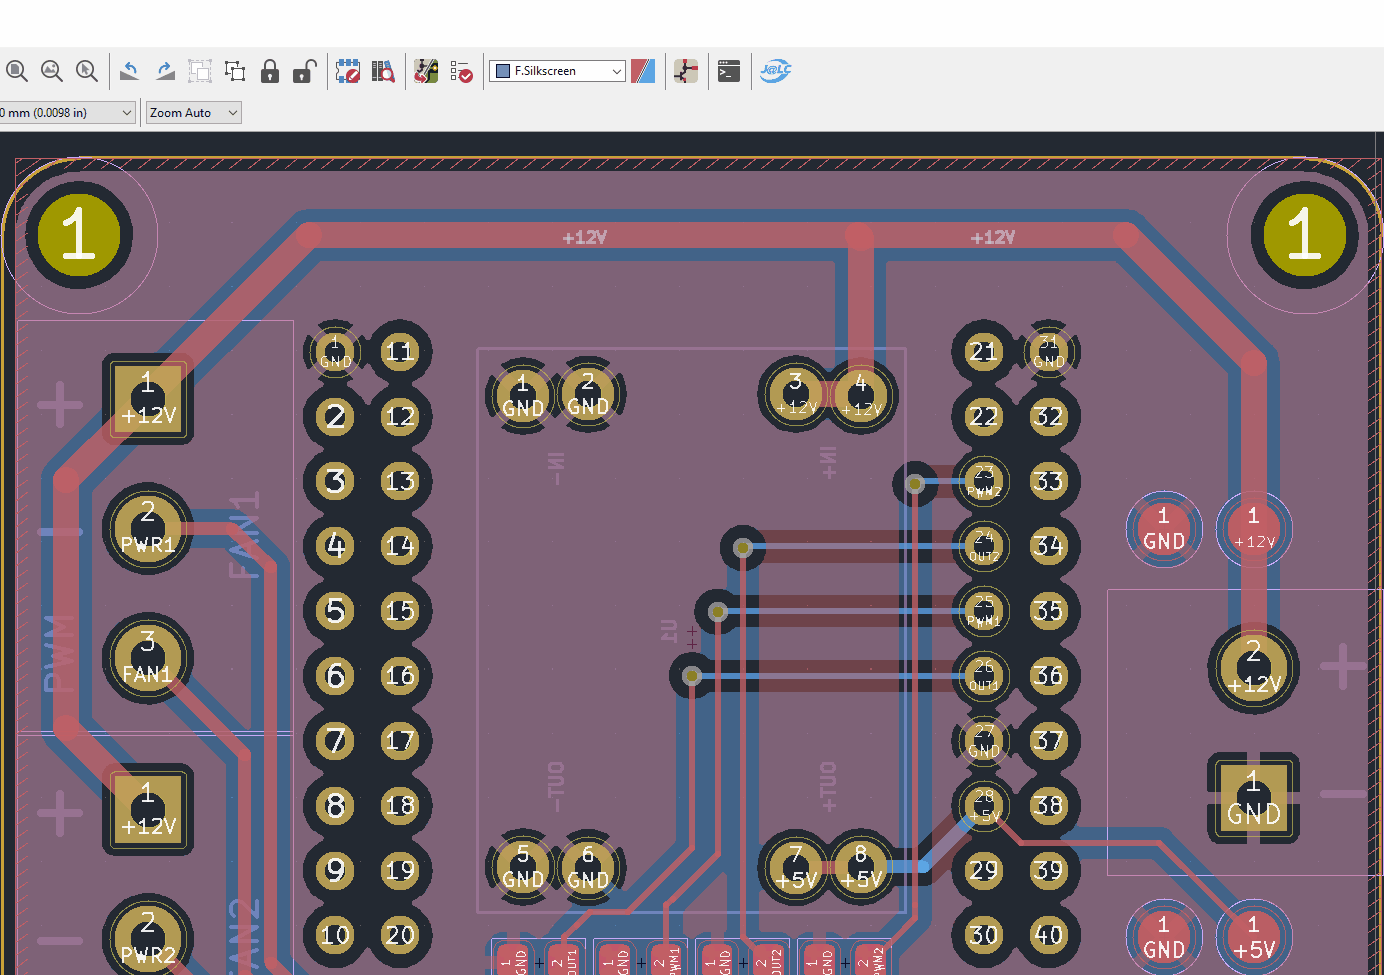 F.Silkscreen
J@LC
0 mm (0.0098 in)
Zoom Auto
1
1
+12V
+12V
1
GND
11
21
31
GND
1
+12V
1
GND
2
GND
3
+12V
4
+12V
2
12
22
32
IN-
IN+
3
13
23
PWM2
33
2
PWR1
FAN1
1
GND
1
+12V
4
14
24
OUT2
34
5
15
25
PWM1
35
U1
++
PWM
3
FAN1
6
16
26
OUT1
36
2
+12V
7
17
27
GND
37
1
+12V
OUT-
OUT+
8
18
28
+5V
38
1
GND
5
GND
6
GND
7
+5V
8
+5V
9
19
29
39
2
PWR2
FAN2
10
20
30
40
1
GND
1
+5V
1
GND
+
2
OUT1
1
GND
2
PWM1
1
GND
+
2
OUT2
1
GND
+
2
PWM2